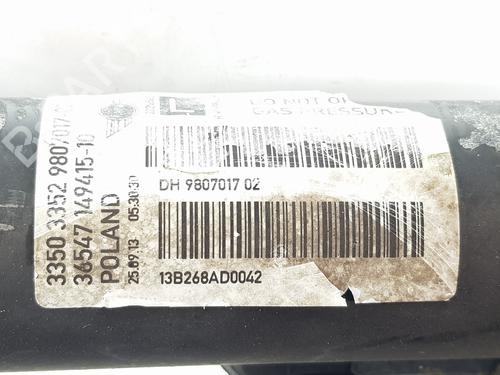 3350 3352 9807017-02
36547 149415-10
POLAND
25.09.13 05:30:30
L
DO NOT OP
GAS PRESSURE
DH 9807017 02
13B268AD0042